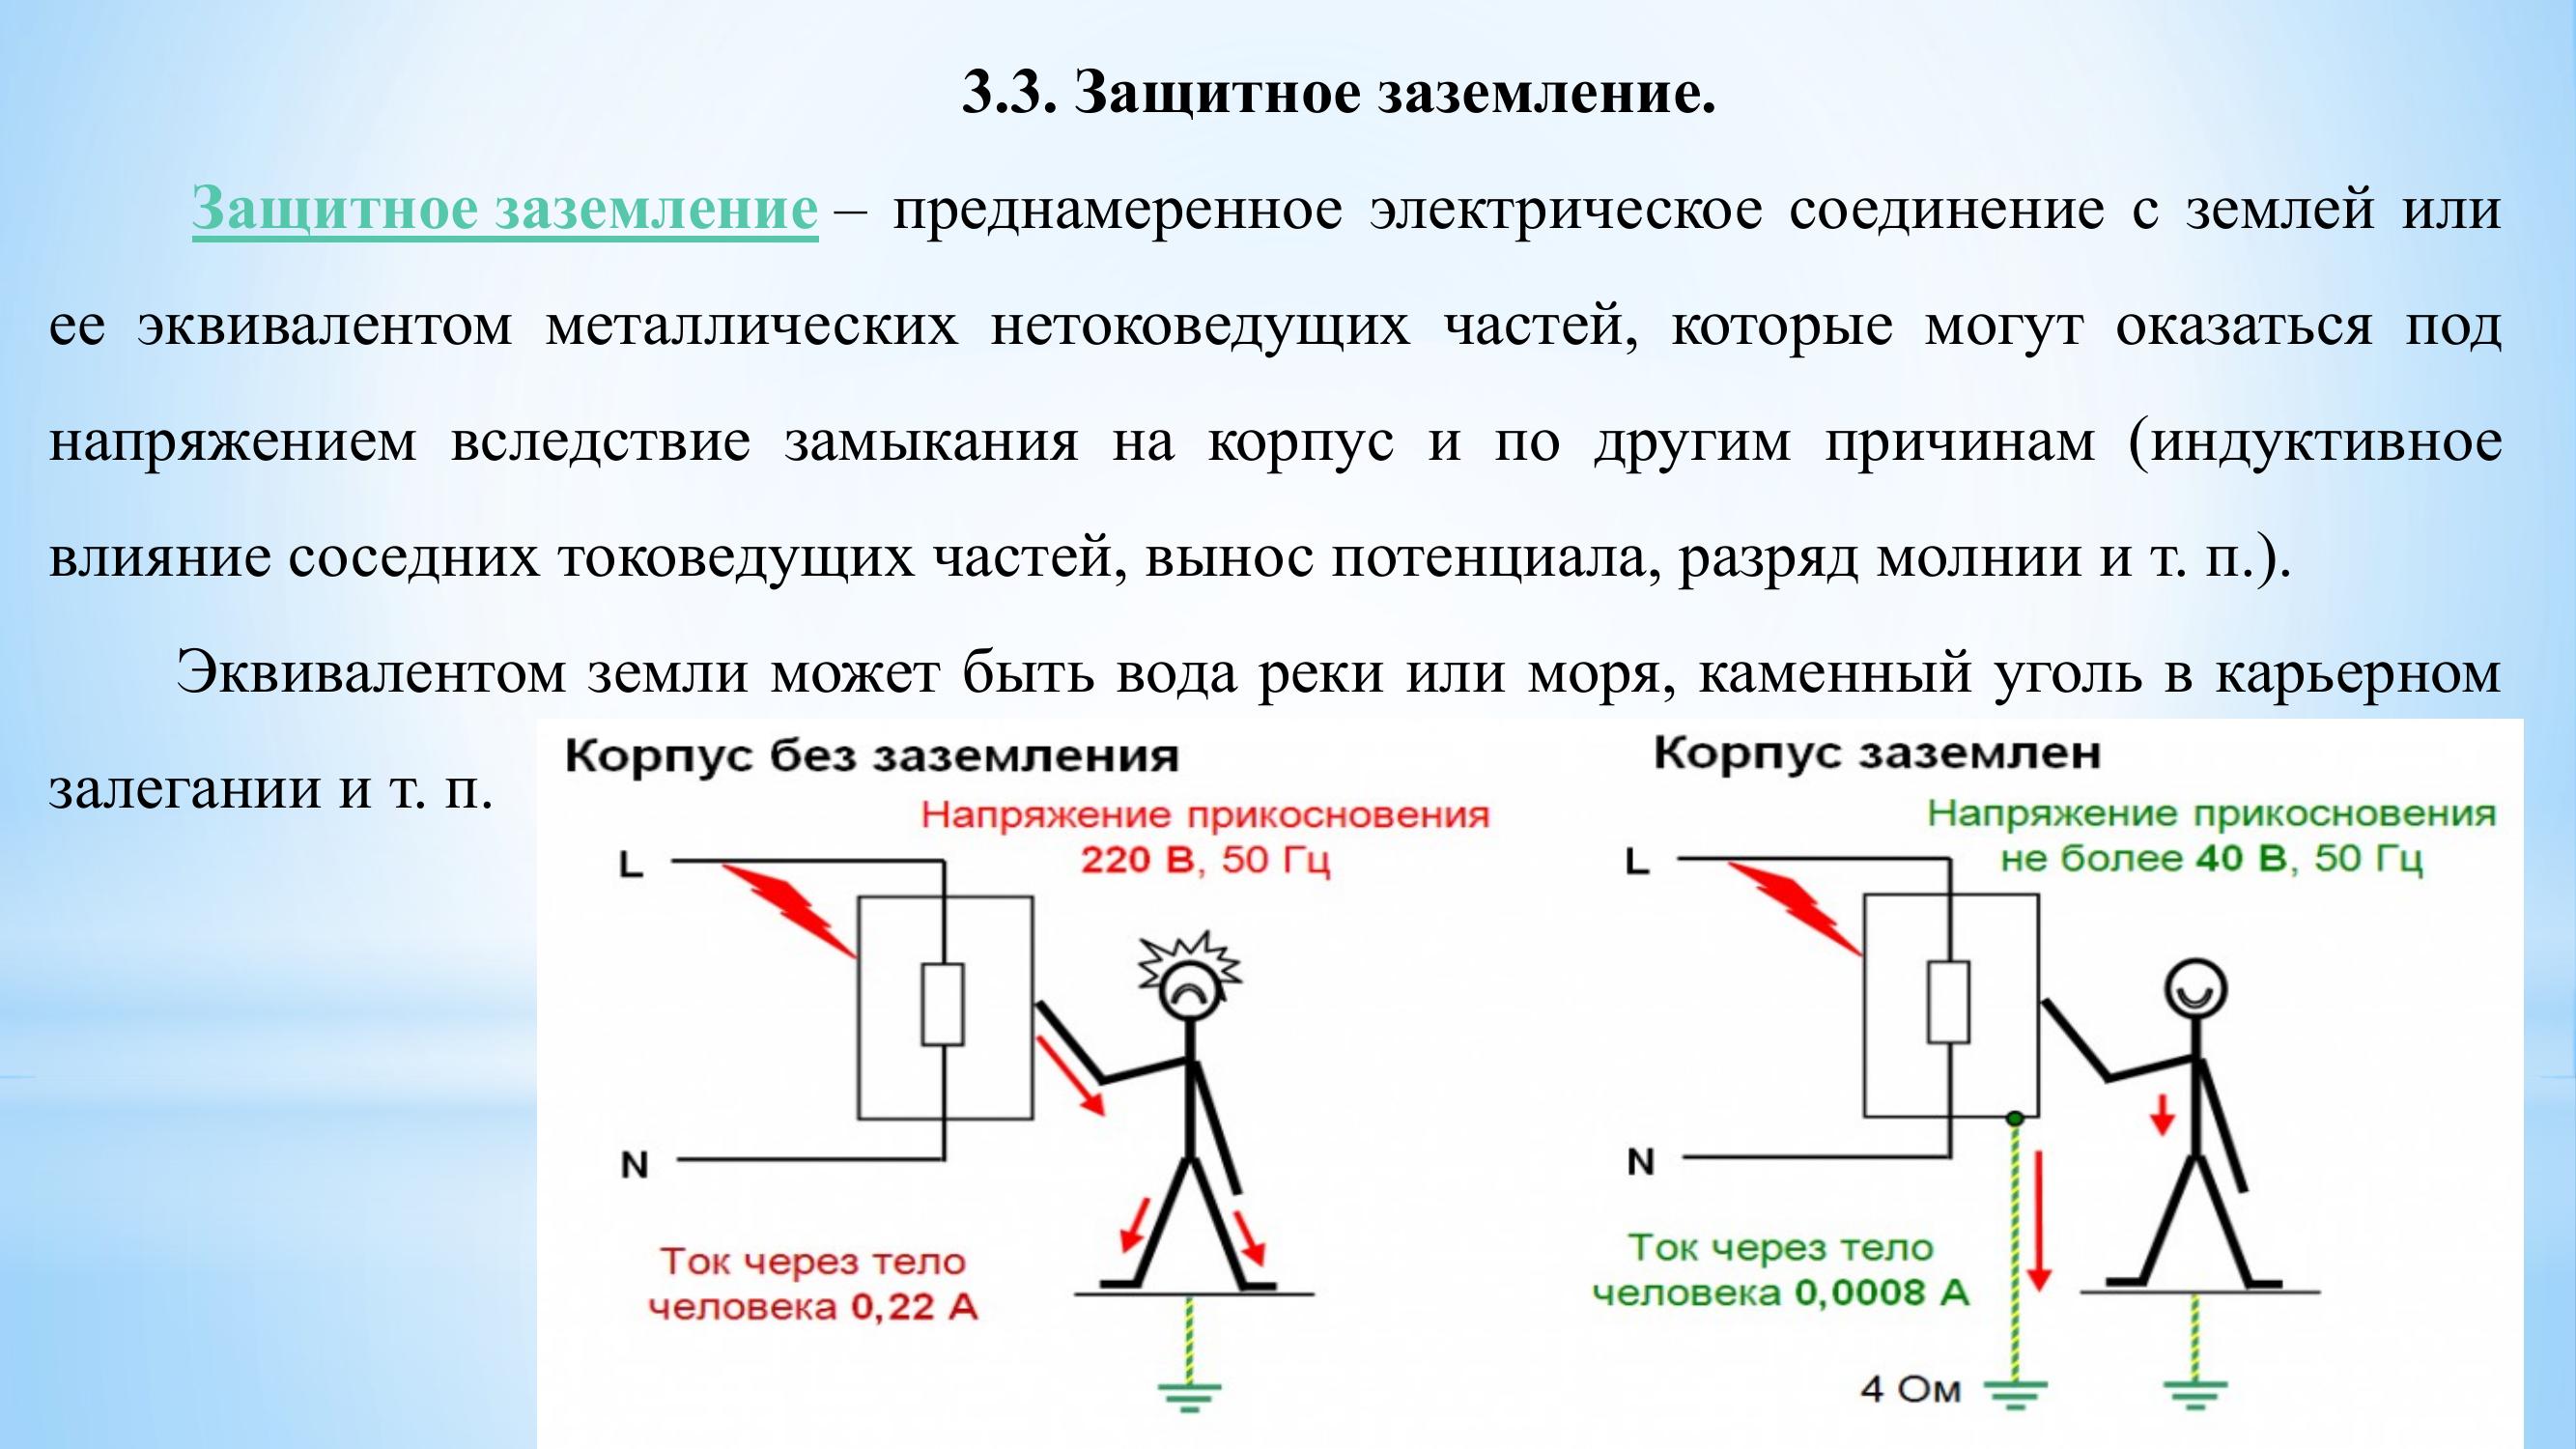 3.3. Защитное заземление.
Защитное заземление – преднамеренное электрическое соединение с землей или
ее эквивалентом металлических нетоковедущих частей, которые могут оказаться под
напряжением вследствие замыкания на корпус и по другим причинам (индуктивное
влияние соседних токоведущих частей, вынос потенциала, разряд молнии и т. п.).
Эквивалентом земли может быть вода реки или моря, каменный уголь в карьерном
залегании и т. п.
Корпус без заземления
Напряжение прикосновения
220 В, 50 Гц
L
N
Ток через тело
человека 0,22 А
Корпус заземлен
Напряжение прикосновения
не более 40 В, 50 Гц
L
N
Ток через тело
человека 0,0008 А
4 Ом